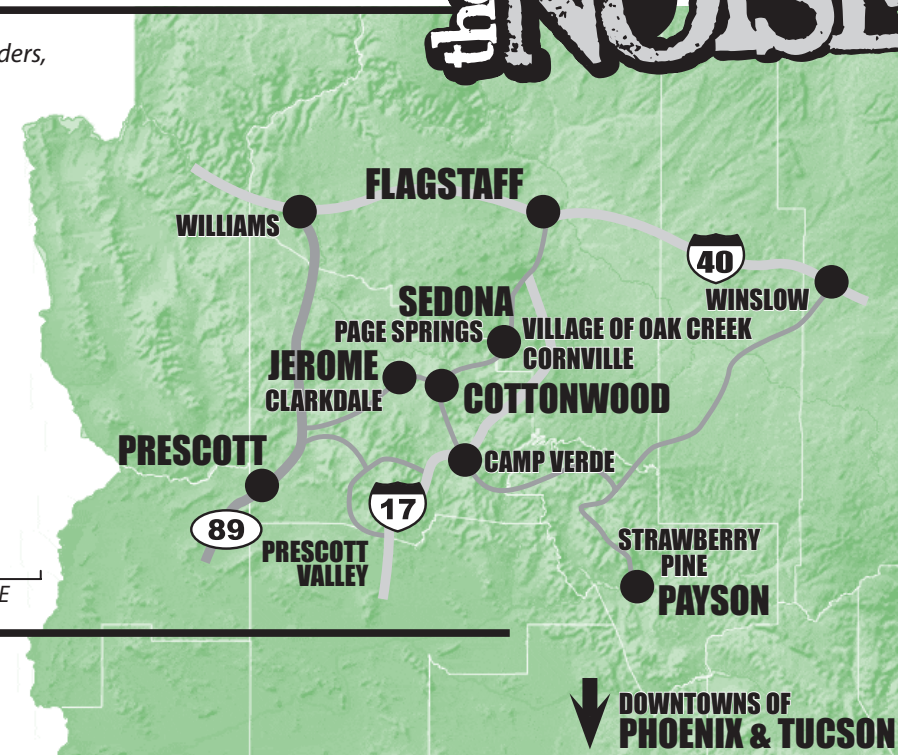 the NOISE
ders,
FLAGSTAFF
WILLIAMS
40
WINSLOW
SEDONA
PAGE SPRINGS
VILLAGE OF OAK CREEK
CORNVILLE
JEROME
CLARKDALE
COTTONWOOD
PRESCOTT
CAMP VERDE
17
89
PRESCOTT
VALLEY
STRAWBERRY
PINE
PAYSON
E
DOWNTOWNS OF
PHOENIX & TUCSON